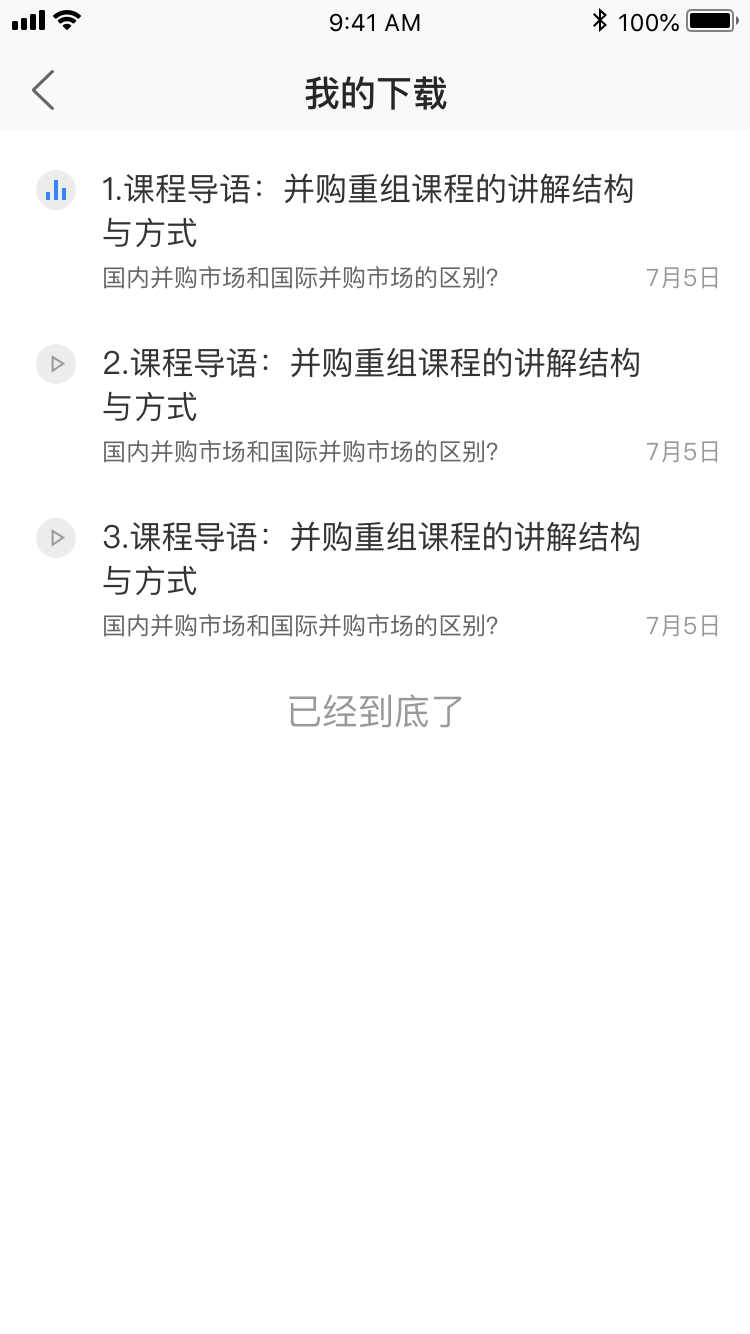 9:41 AM
100%
我的下载
1.课程导语：并购重组课程的讲解结构
与方式
国内并购市场和国际并购市场的区别?
7月5日
2.课程导语：并购重组课程的讲解结构
与方式
国内并购市场和国际并购市场的区别?
7月5日
3.课程导语：并购重组课程的讲解结构
与方式
国内并购市场和国际并购市场的区别?
7月5日
已经到底了